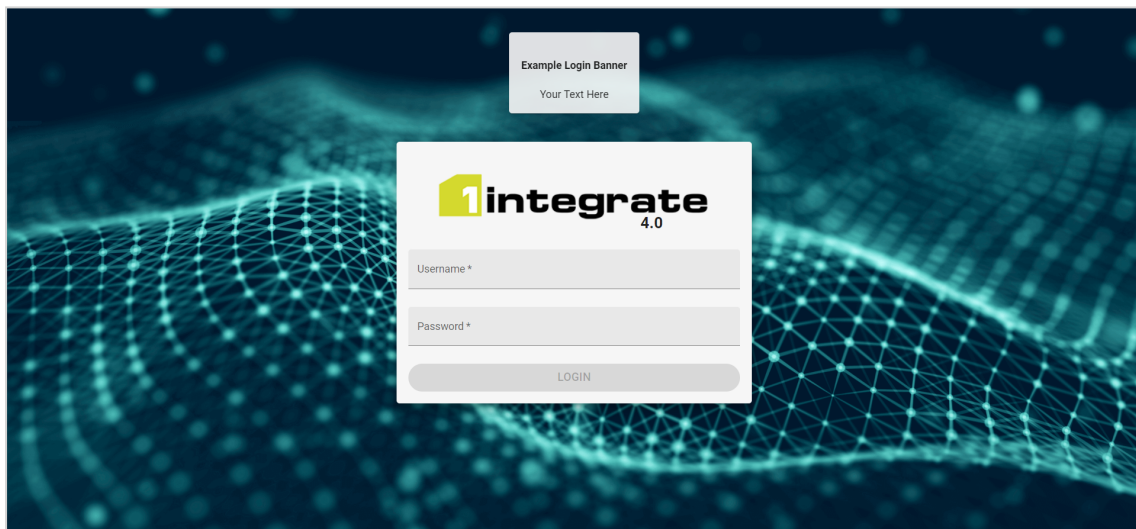 Example Login Banner
Your Text Here
1integrate
4.0
Username *
Password *
LOGIN